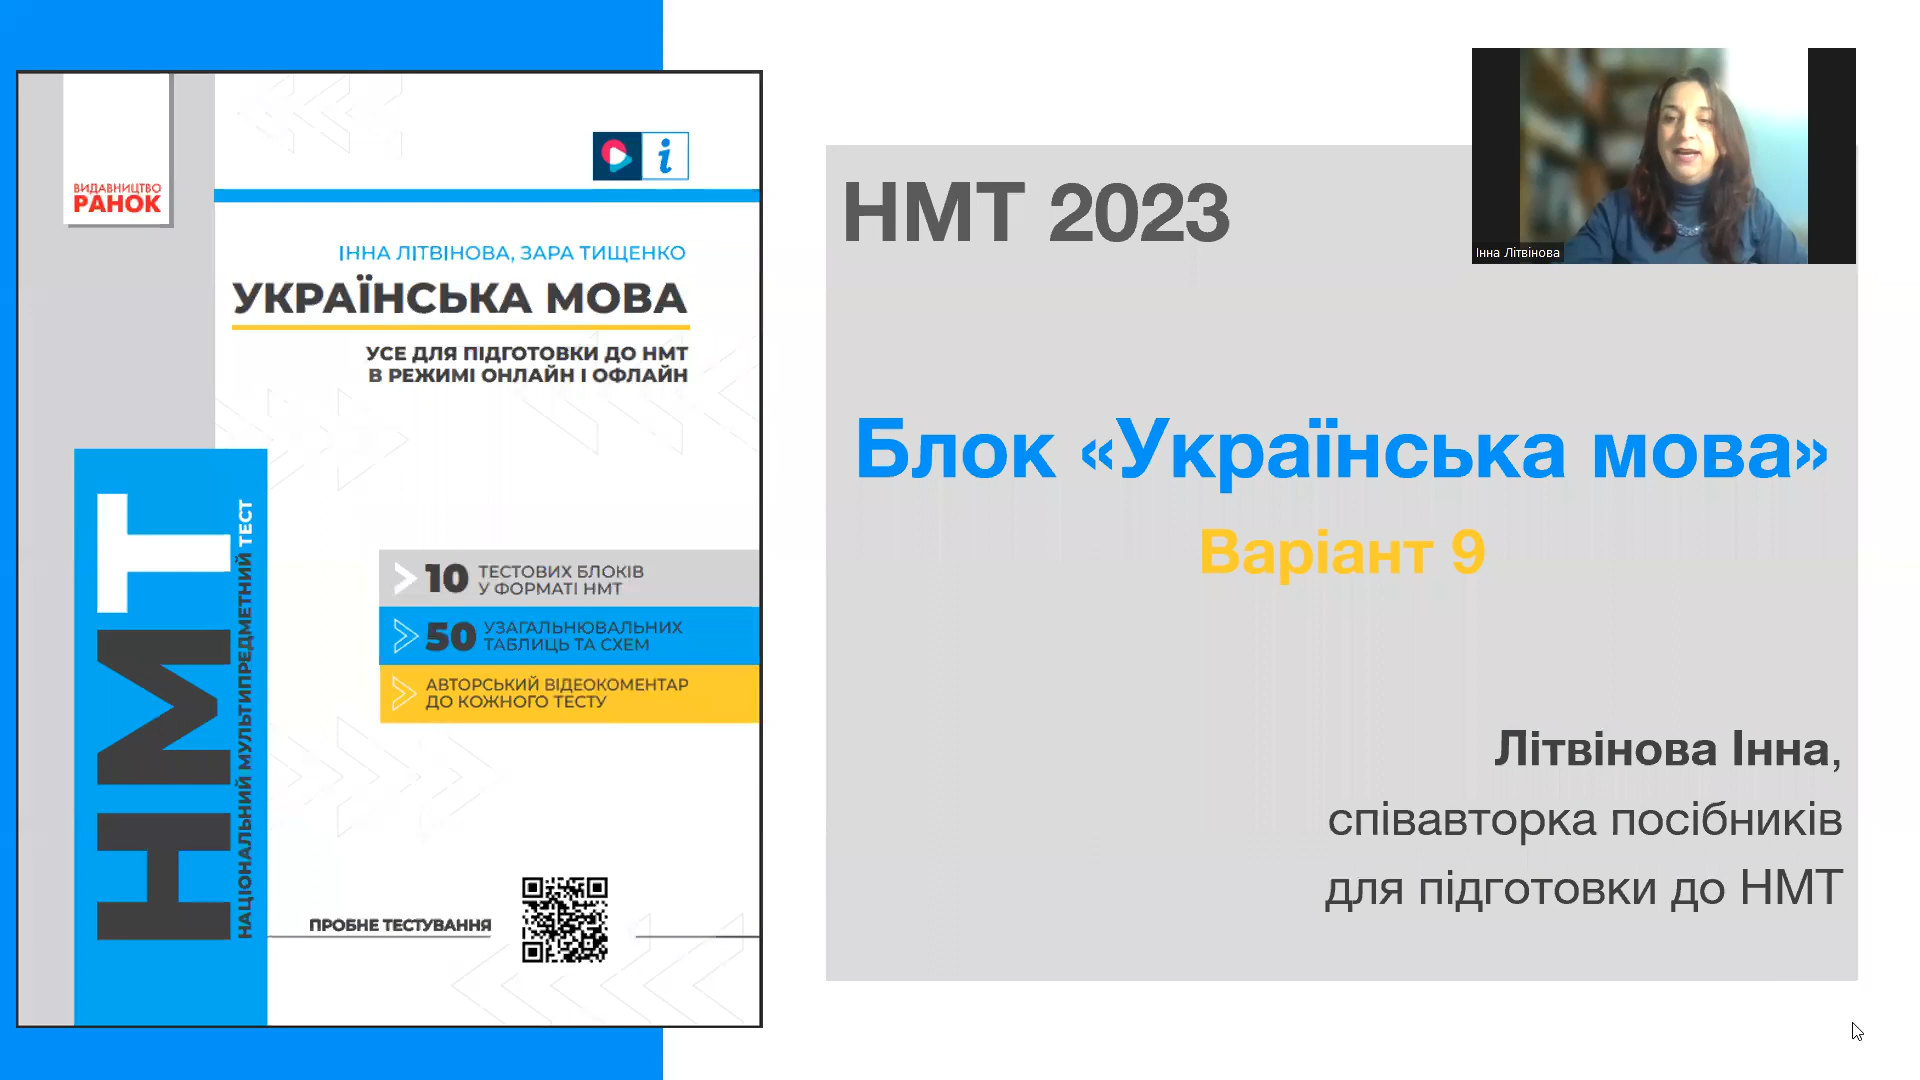 ВИДАВНИЦТВО
РАНОК
i
ІННА ЛІТВІНОВА, ЗАРА ТИЩЕНКО
УКРАЇНСЬКА МОВА
УСЕ ДЛЯ ПІДГОТОВКИ ДО НМТ
В РЕЖИМІ ОНЛАЙН І ОФЛАЙН
НМТ
НАЦІОНАЛЬНИЙ МУЛЬТИПРЕДМЕТНИЙ ТЕСТ
10 ТЕСТОВИХ БЛОКІВ
У ФОРМАТІ НМТ
50 УЗАГАЛЬНЮВАЛЬНИХ
ТАБЛИЦЬ ТА СХЕМ
АВТОРСЬКИЙ ВІДЕОКОМЕНТАР
ДО КОЖНОГО ТЕСТУ
ПРОБНЕ ТЕСТУВАННЯ
НМТ 2023
Інна Літвінова
Блок «Українська мова»
Варіант 9
Літвінова Інна,
співавторка посібників
для підготовки до НМТ